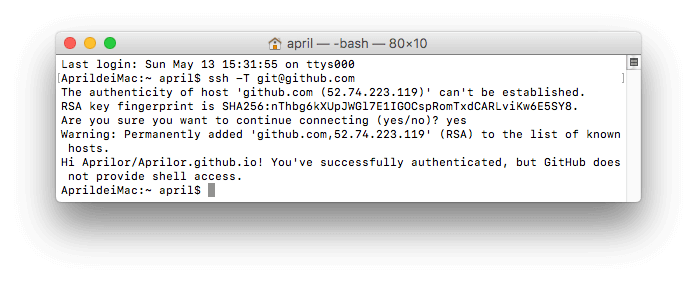 april — -bash — 80×10
Last login: Sun May 13 15:31:55 on ttys000
[AprildeiMac:~ april$ ssh -T git@github.com ]
The authenticity of host 'github.com (52.74.223.119)' can't be established.
RSA key fingerprint is SHA256:nThbg6kXUpJWGl7E1IGOCspRomTxdCARLviKw6E5SY8.
Are you sure you want to continue connecting (yes/no)? yes
Warning: Permanently added 'github.com,52.74.223.119' (RSA) to the list of known
hosts.
Hi Aprilor/Aprilor.github.io! You've successfully authenticated, but GitHub does
not provide shell access.
AprildeiMac:~ april$